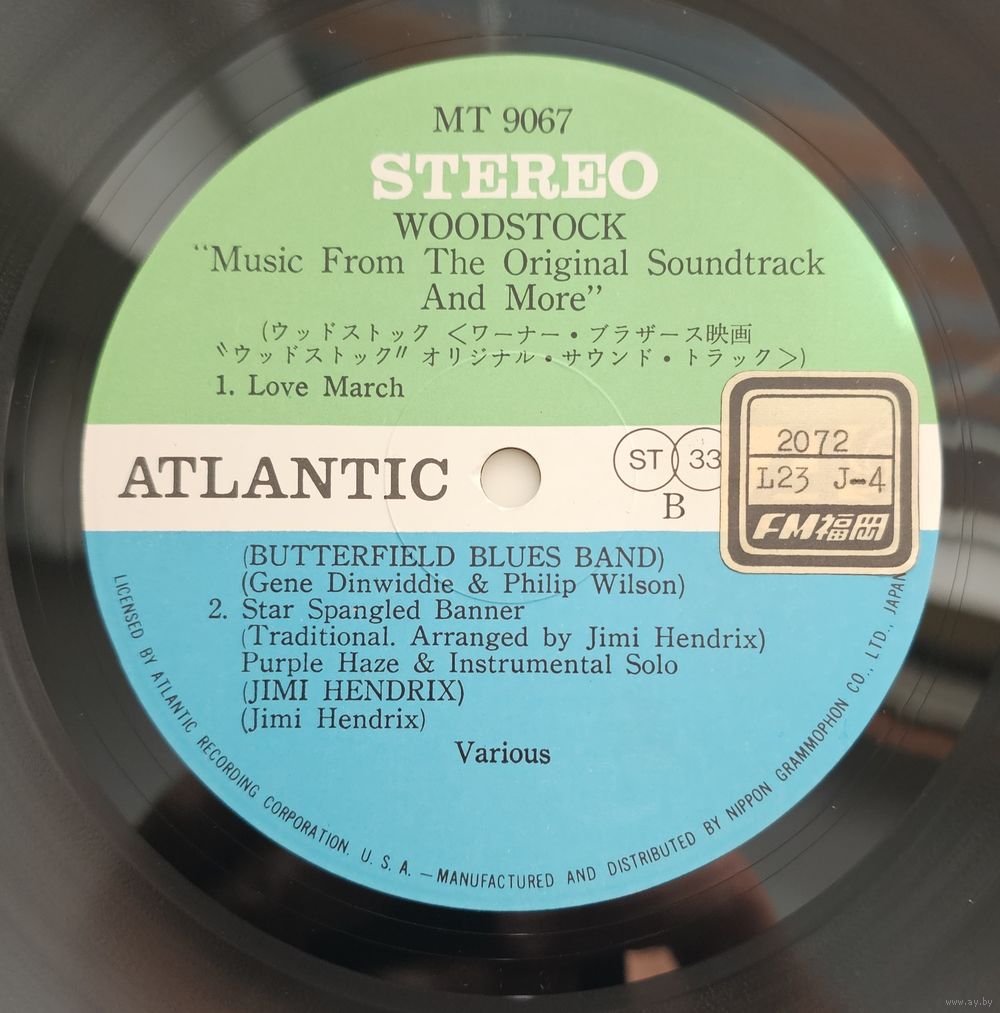 MT 9067
STEREO
WOODSTOCK
“Music From The Original Soundtrack
And More”
(ウッドストック <ワーナー・ブラザース映画
〝ウッドストック〃 オリジナル・サウンド・トラック>)
1. Love March
ATLANTIC
ST 33
B
2072
L23 J-4
FM福岡
(BUTTERFIELD BLUES BAND)
(Gene Dinwiddie & Philip Wilson)
2. Star Spangled Banner
(Traditional. Arranged by Jimi Hendrix)
Purple Haze & Instrumental Solo
(JIMI HENDRIX)
(Jimi Hendrix)
Various
LICENSED BY ATLANTIC RECORDING CORPORATION. U. S. A. — MANUFACTURED AND DISTRIBUTED BY NIPPON GRAMMOPHON CO., LTD., JAPAN
www.ay.by